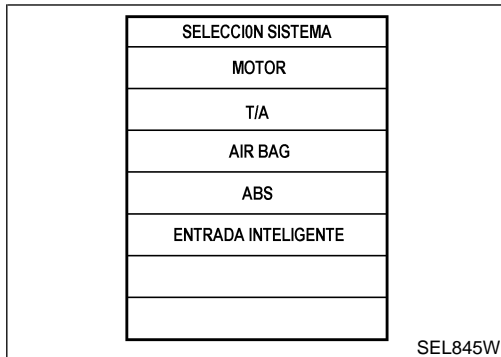 SELECCI0N SISTEMA
MOTOR
T/A
AIR BAG
ABS
ENTRADA INTELIGENTE
SEL845W